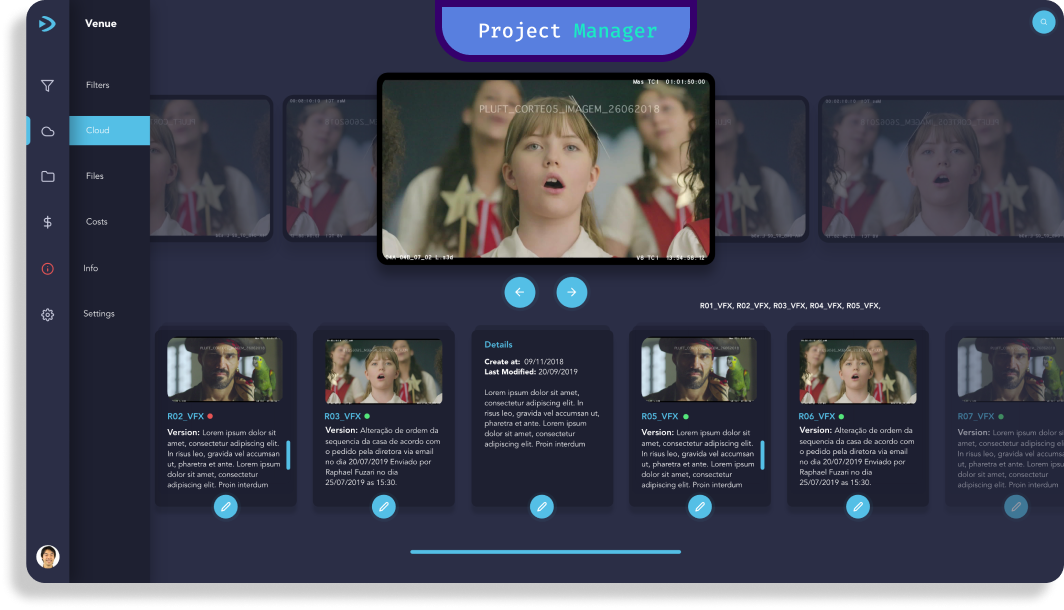 Venue
Project Manager
Filters
Cloud
Files
Costs
Info
Settings
Mas TC1 01:01:50:00
PLUFT_CORTE05_IMAGEM_26062018
V6 TC1 13:54:58:12
R01_VFX, R02_VFX, R03_VFX, R04_VFX, R05_VFX,
R02_VFX
Version: Lorem ipsum dolor sit
amet, consectetur adipiscing elit.
In risus leo, gravida vel accumsan
ut, pharetra et ante. Lorem ipsum
dolor sit amet, consectetur
adipiscing elit. Proin interdum
R03_VFX
Version: Alteração de ordem da
sequencia da casa de acordo com
o pedido pela diretora via email
no dia 20/07/2019 Enviado por
Raphael Fuzari no dia
25/07/2019 as 15:30.
Details
Create at: 09/11/2018
Last Modified: 20/09/2019
Lorem ipsum dolor sit amet,
consectetur adipiscing elit. In
risus leo, gravida vel accumsan ut,
pharetra et ante. Lorem ipsum
dolor sit amet, consectetur
adipiscing elit. Proin interdum
R05_VFX
Version: Lorem ipsum dolor sit
amet, consectetur adipiscing elit.
In risus leo, gravida vel accumsan
ut, pharetra et ante. Lorem ipsum
dolor sit amet, consectetur
adipiscing elit. Proin interdum
R06_VFX
Version: Alteração de ordem da
sequencia da casa de acordo com
o pedido pela diretora via email
no dia 20/07/2019 Enviado por
Raphael Fuzari no dia
25/07/2019 as 15:30.
R07_VFX
Version: Lorem ipsum dolor
amet, consectetur adipiscing
In risus leo, gravida vel
ut, pharetra et ante. Lorem
dolor sit amet, consectetur
adipiscing elit. Proin interdum